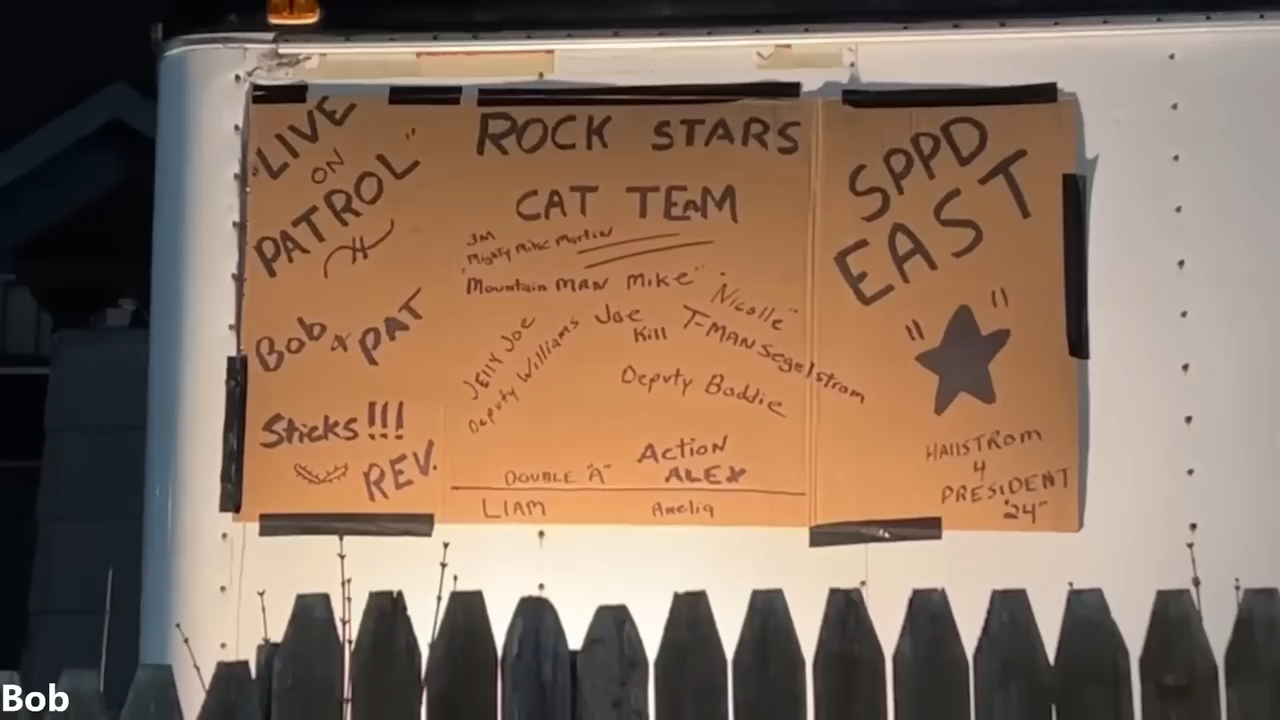 "LIVE
ON
PATROL"
Bob & PAT
Sticks!!!
REV.
ROCK STARS
CAT TEAM
JM
"Mighty Mike Martin
Mountain MAN Mike"
"Nicolle"
Jelly Joe
Deputy Williams
Joe
Kill
T-MAN Segelstrom
Deputy Baddie
Action
ALEX
DOUBLE "A"
LIAM
Amelia
SPPD
EAST
" "
HAllSTROM
4
PRESIDENT
"24"
Bob